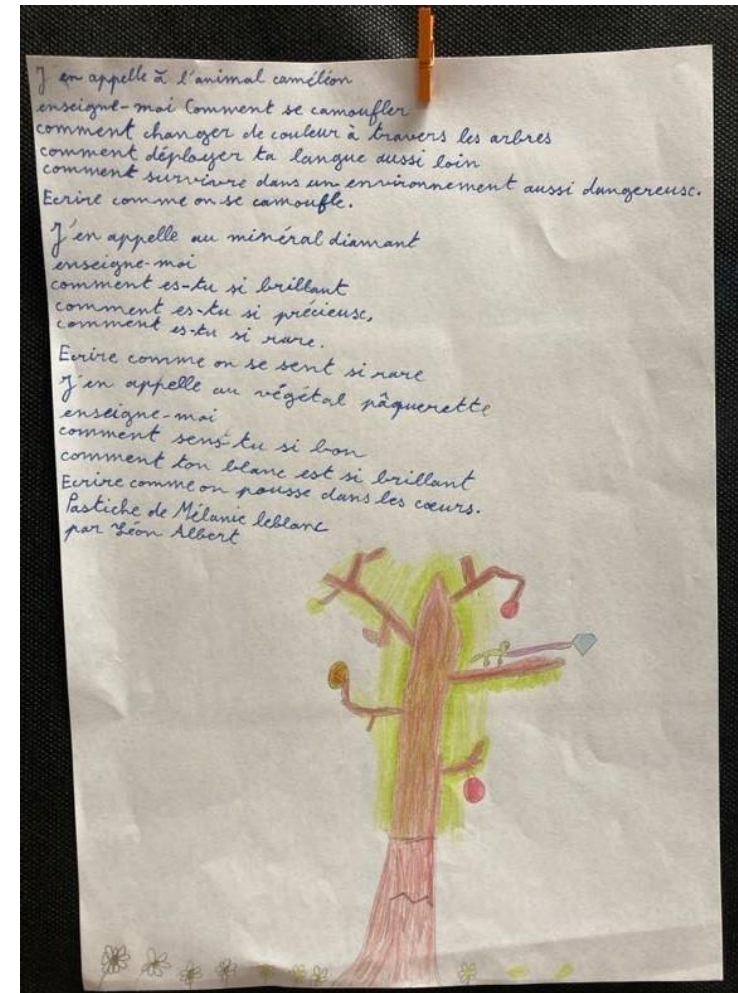 J'en appelle à l'animal caméléon
enseigne-moi Comment se camoufler
comment changer de couleur à travers les arbres
comment déployer ta langue aussi loin
comment survivre dans un environnement aussi dangereux.
Ecrire comme on se camoufle.
J'en appelle au minéral diamant
enseigne-moi
comment es-tu si brillant
comment es-tu si précieux,
comment es-tu si rare.
Ecrire comme on se sent si rare
J'en appelle au végétal pâquerette
enseigne-moi
comment sens-tu si bon
comment ton blanc est si brillant
Ecrire comme on pousse dans les cœurs.
Pastiche de Mélanie leblanc
par Léon Albert